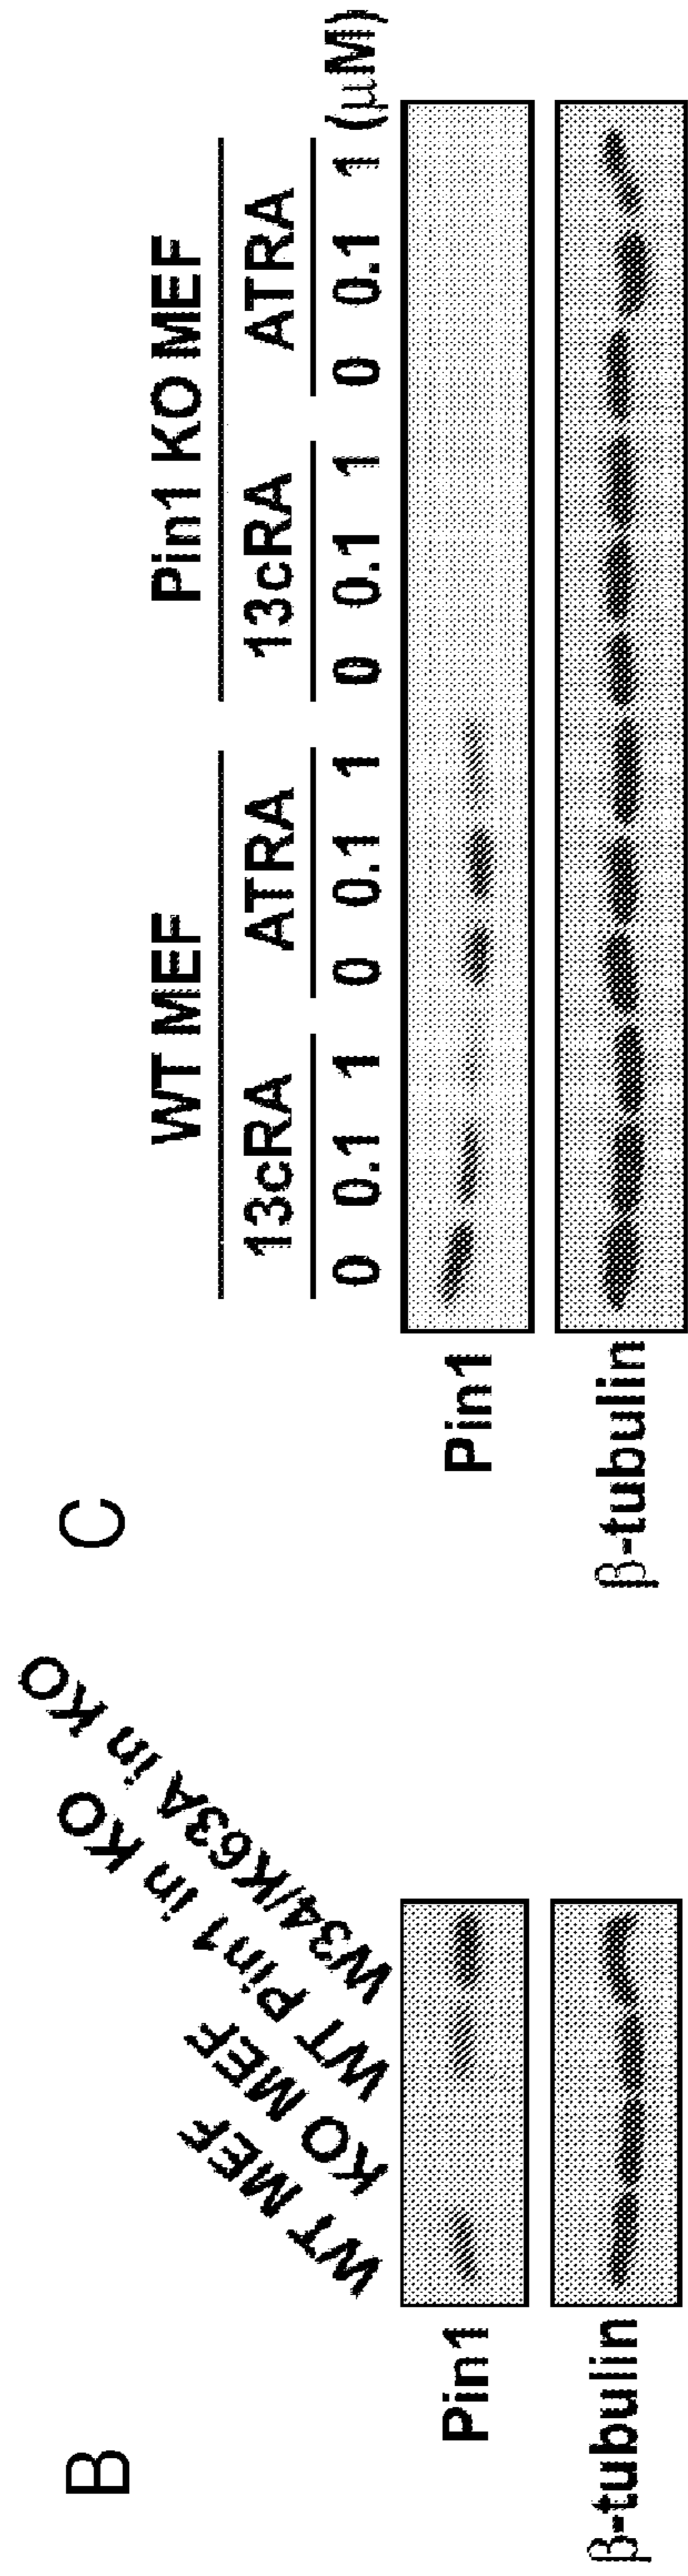 B
WT MEF
KO MEF
WT Pin1 in KO
W34/K63A in KO
Pin1
β-tubulin
C
WT MEF Pin1 KO MEF
13cRA ATRA 13cRA ATRA
0 0.1 1 0 0.1 1 0 0.1 1 0 0.1 1 (μM)
Pin1
β-tubulin